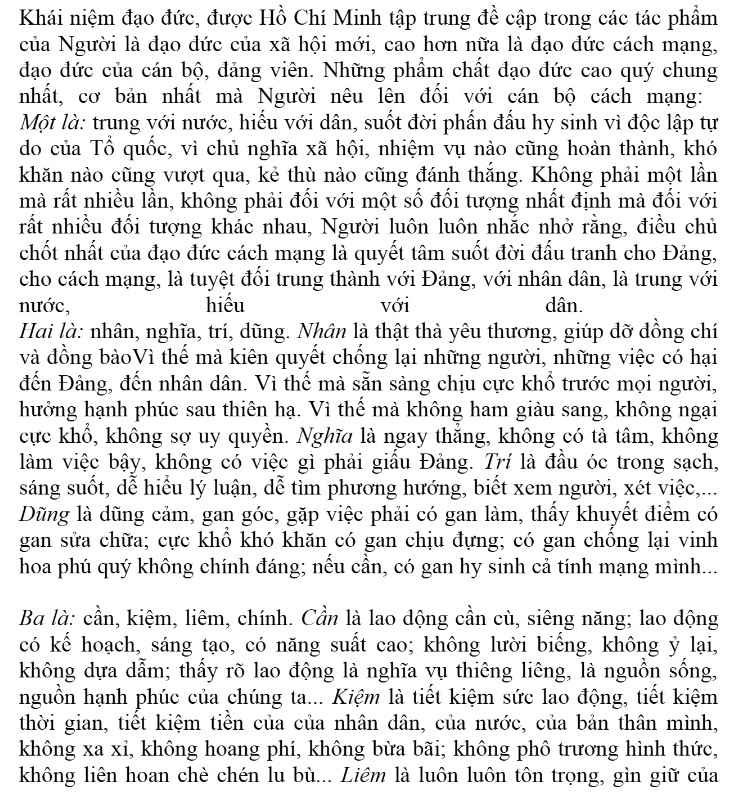 Khái niệm đạo đức, được Hồ Chí Minh tập trung đề cập trong các tác phẩm
của Người là đạo đức của xã hội mới, cao hơn nữa là đạo đức cách mạng,
đạo đức của cán bộ, đảng viên. Những phẩm chất đạo đức cao quý chung
nhất, cơ bản nhất mà Người nêu lên đối với cán bộ cách mạng:
Một là: trung với nước, hiếu với dân, suốt đời phấn đấu hy sinh vì độc lập tự
do của Tổ quốc, vì chủ nghĩa xã hội, nhiệm vụ nào cũng hoàn thành, khó
khăn nào cũng vượt qua, kẻ thù nào cũng đánh thắng. Không phải một lần
mà rất nhiều lần, không phải đối với một số đối tượng nhất định mà đối với
rất nhiều đối tượng khác nhau, Người luôn luôn nhắc nhở rằng, điều chủ
chốt nhất của đạo đức cách mạng là quyết tâm suốt đời đấu tranh cho Đảng,
cho cách mạng, là tuyệt đối trung thành với Đảng, với nhân dân, là trung với
nước, hiếu với dân.
Hai là: nhân, nghĩa, trí, dũng. Nhân là thật thà yêu thương, giúp đỡ đồng chí
và đồng bàoVì thế mà kiên quyết chống lại những người, những việc có hại
đến Đảng, đến nhân dân. Vì thế mà sẵn sàng chịu cực khổ trước mọi người,
hưởng hạnh phúc sau thiên hạ. Vì thế mà không ham giàu sang, không ngại
cực khổ, không sợ uy quyền. Nghĩa là ngay thẳng, không có tà tâm, không
làm việc bậy, không có việc gì phải giấu Đảng. Trí là đầu óc trong sạch,
sáng suốt, dễ hiểu lý luận, dễ tìm phương hướng, biết xem người, xét việc,...
Dũng là dũng cảm, gan góc, gặp việc phải có gan làm, thấy khuyết điểm có
gan sửa chữa; cực khổ khó khăn có gan chịu đựng; có gan chống lại vinh
hoa phú quý không chính đáng; nếu cần, có gan hy sinh cả tính mạng mình...
Ba là: cần, kiệm, liêm, chính. Cần là lao động cần cù, siêng năng; lao động
có kế hoạch, sáng tạo, có năng suất cao; không lười biếng, không ỷ lại,
không dựa dẫm; thấy rõ lao động là nghĩa vụ thiêng liêng, là nguồn sống,
nguồn hạnh phúc của chúng ta... Kiệm là tiết kiệm sức lao động, tiết kiệm
thời gian, tiết kiệm tiền của của nhân dân, của nước, của bản thân mình,
không xa xỉ, không hoang phí, không bừa bãi; không phô trương hình thức,
không liên hoan chè chén lu bù... Liêm là luôn luôn tôn trọng, gìn giữ của